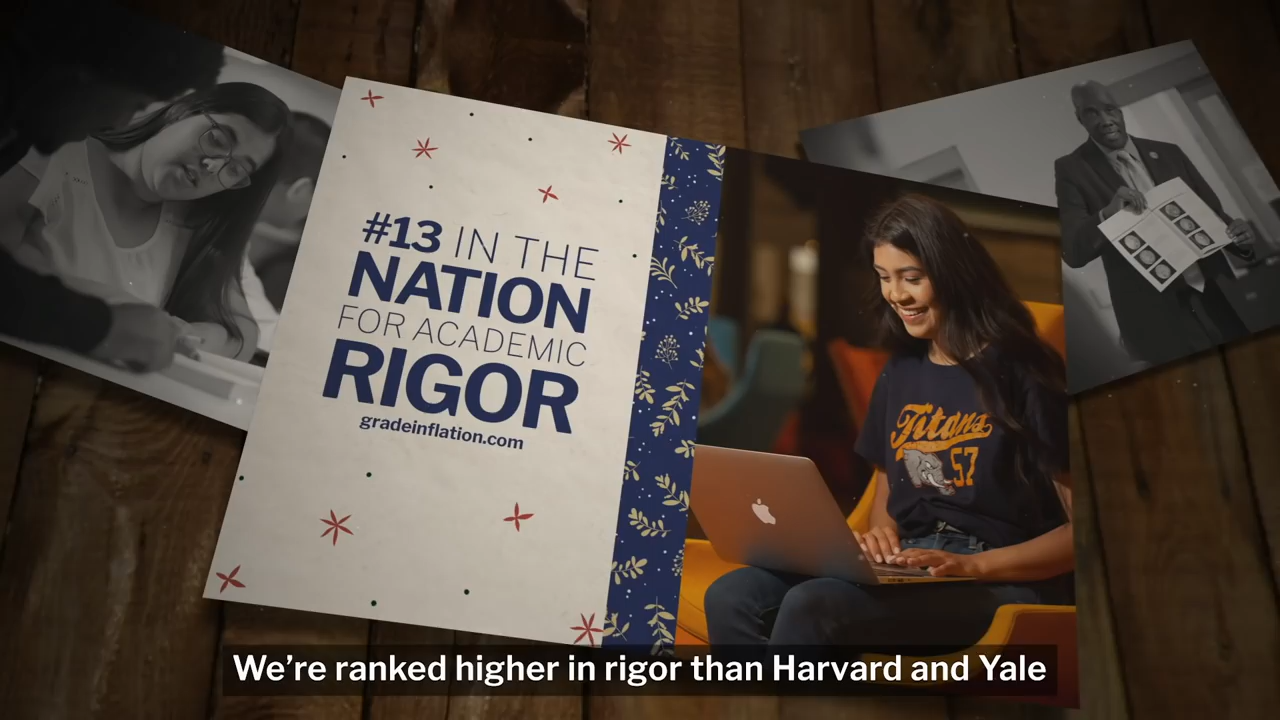 #13 IN THE
NATION
FOR ACADEMIC
RIGOR
gradeinflation.com
Titans
57
We're ranked higher in rigor than Harvard and Yale